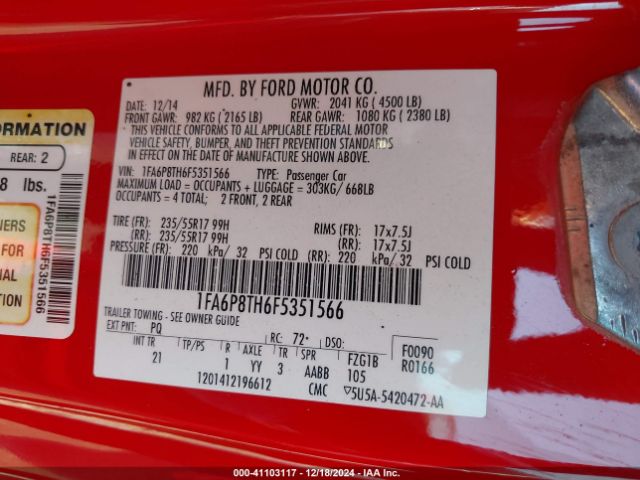 MFD. BY FORD MOTOR CO.
DATE: 12/14 GVWR: 2041 KG ( 4500 LB)
FRONT GAWR: 982 KG ( 2165 LB) REAR GAWR: 1080 KG ( 2380 LB)
THIS VEHICLE CONFORMS TO ALL APPLICABLE FEDERAL MOTOR
VEHICLE SAFETY, BUMPER, AND THEFT PREVENTION STANDARDS
IN EFFECT ON THE DATE OF MANUFACTURE SHOWN ABOVE.
VIN: 1FA6P8TH6F5351566 TYPE: Passenger Car
MAXIMUM LOAD = OCCUPANTS + LUGGAGE = 303KG/ 668LB
OCCUPANTS = 4 TOTAL; 2 FRONT, 2 REAR
TIRE (FR): 235/55R17 99H RIMS (FR): 17x7.5J
(RR): 235/55R17 99H (RR): 17x7.5J
PRESSURE (FR): 220 kPa/ 32 PSI COLD (RR): 220 kPa/ 32 PSI COLD
1FA6P8TH6F5351566
TRAILER TOWING - SEE OWNER GUIDE
EXT PNT: PQ RC: 72 DSO: F0090
INT TR TP/PS R AXLE TR SPR FZG1B R0166
21 1 YY 3 AABB 105
1201412196612 CMC 5U5A-5420472-AA
ORMATION
REAR: 2
8 lbs.
1FA6P8TH6F5351566
NERS
FOR
NAL
000-41103117 • 12/18/2024 • IAA Inc.